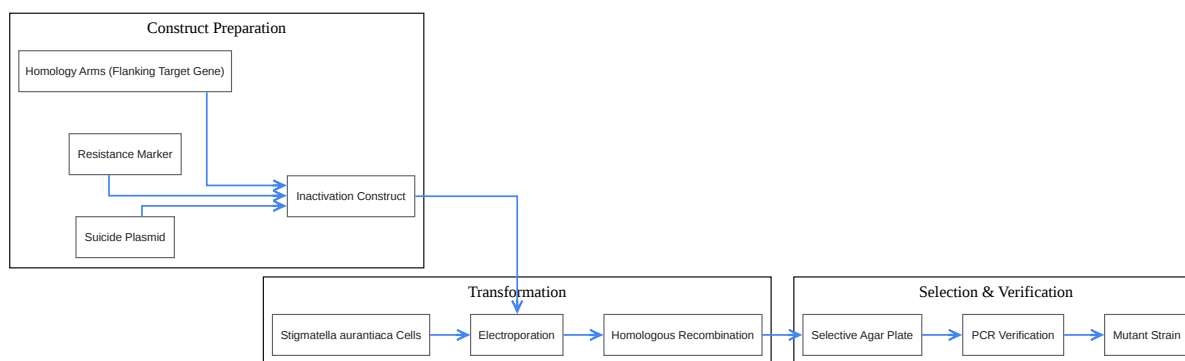 Construct Preparation
Homology Arms (Flanking Target Gene)
Resistance Marker
Inactivation Construct
Suicide Plasmid
Transformation
Stigmatella aurantiaca Cells
Electroporation
Homologous Recombination
Selection & Verification
Selective Agar Plate
PCR Verification
Mutant Strain